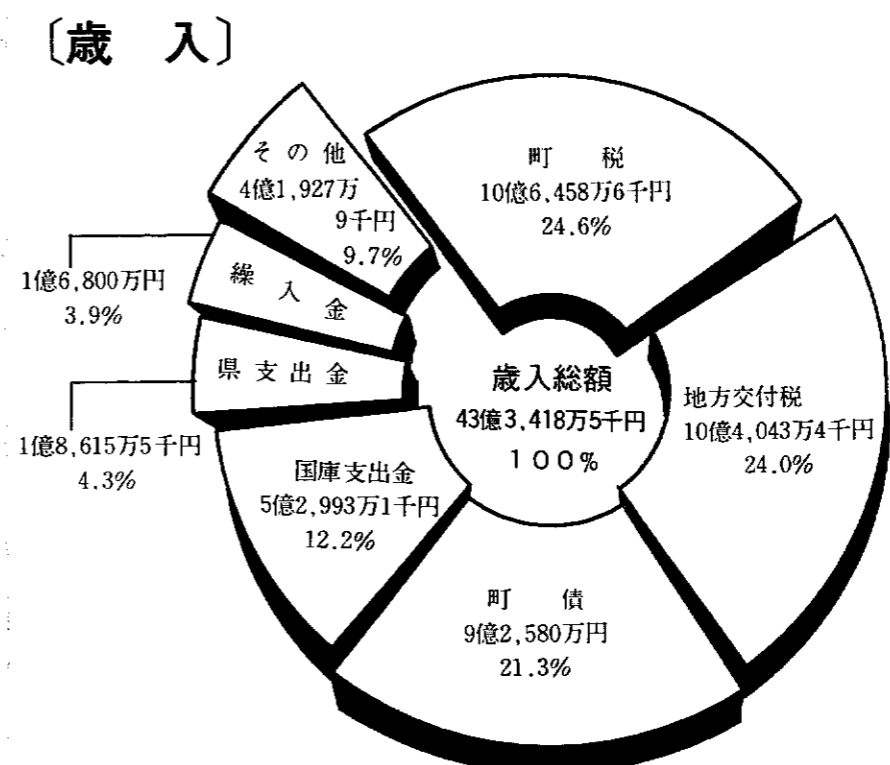 〔歳　入〕
町　税
10億6,458万6千円
24.6%
地方交付税
10億4,043万4千円
24.0%
町　債
9億2,580万円
21.3%
国庫支出金
5億2,993万1千円
12.2%
県支出金
1億8,615万5千円
4.3%
繰入金
1億6,800万円
3.9%
その他
4億1,927万
9千円
9.7%
歳入総額
43億3,418万5千円
100%